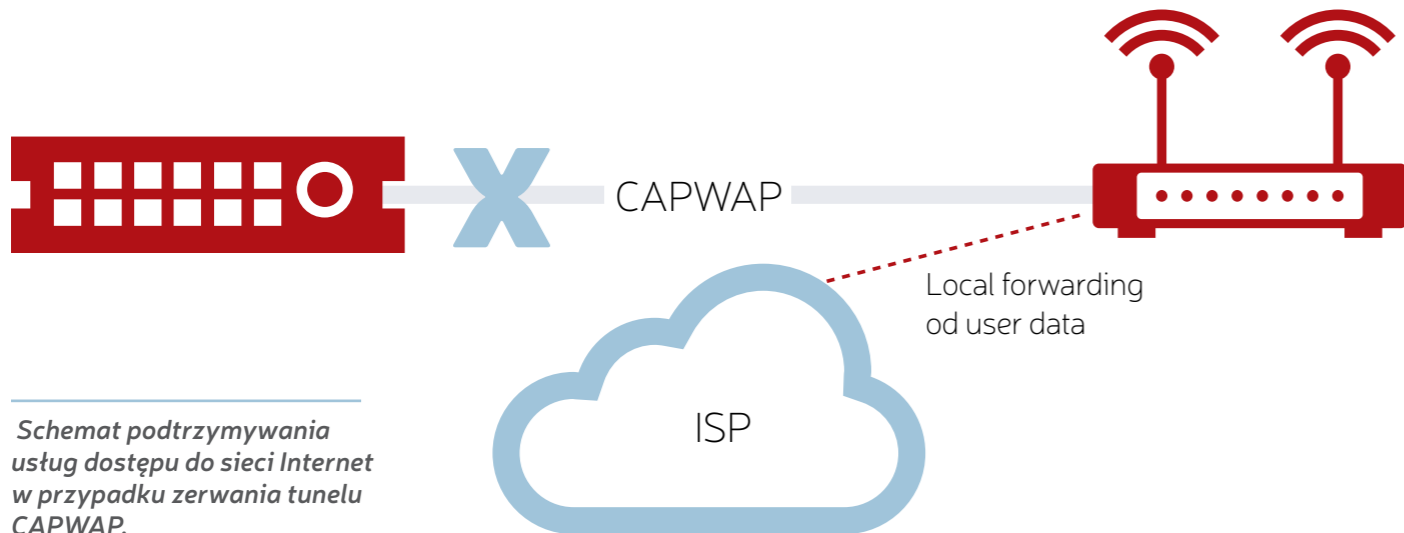 CAPWAP
Local forwarding
od user data
ISP
Schemat podtrzymywania
usług dostępu do sieci Internet
w przypadku zerwania tunelu
CAPWAP.